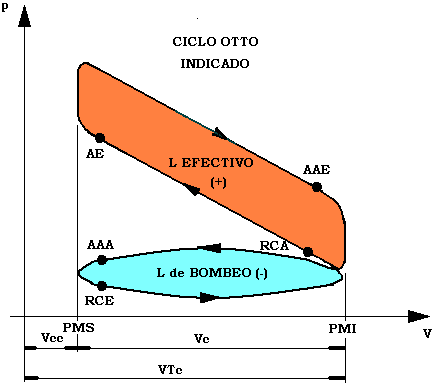 P
CICLO OTTO
INDICADO
AE
L EFECTIVO
(+)
AAE
AAA
RCA
L de BOMBEO (-)
RCE
PMS
PMI
V
Vcc
Vc
VTc